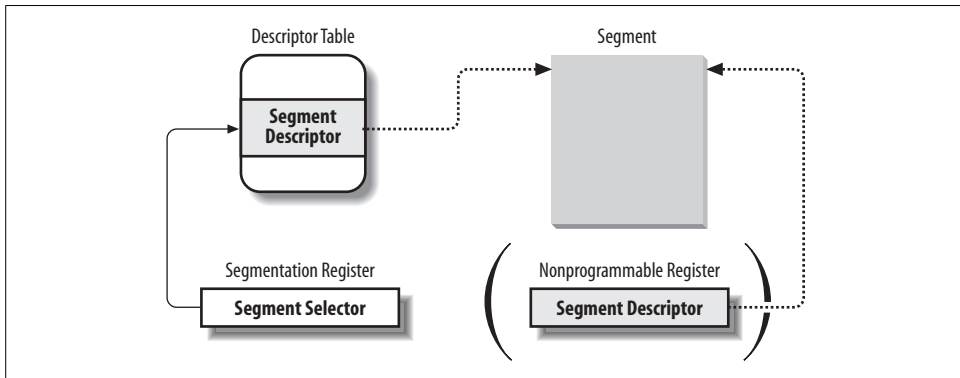 Descriptor Table
Segment
Segment
Descriptor
Segmentation Register
Nonprogrammable Register
Segment Selector
Segment Descriptor